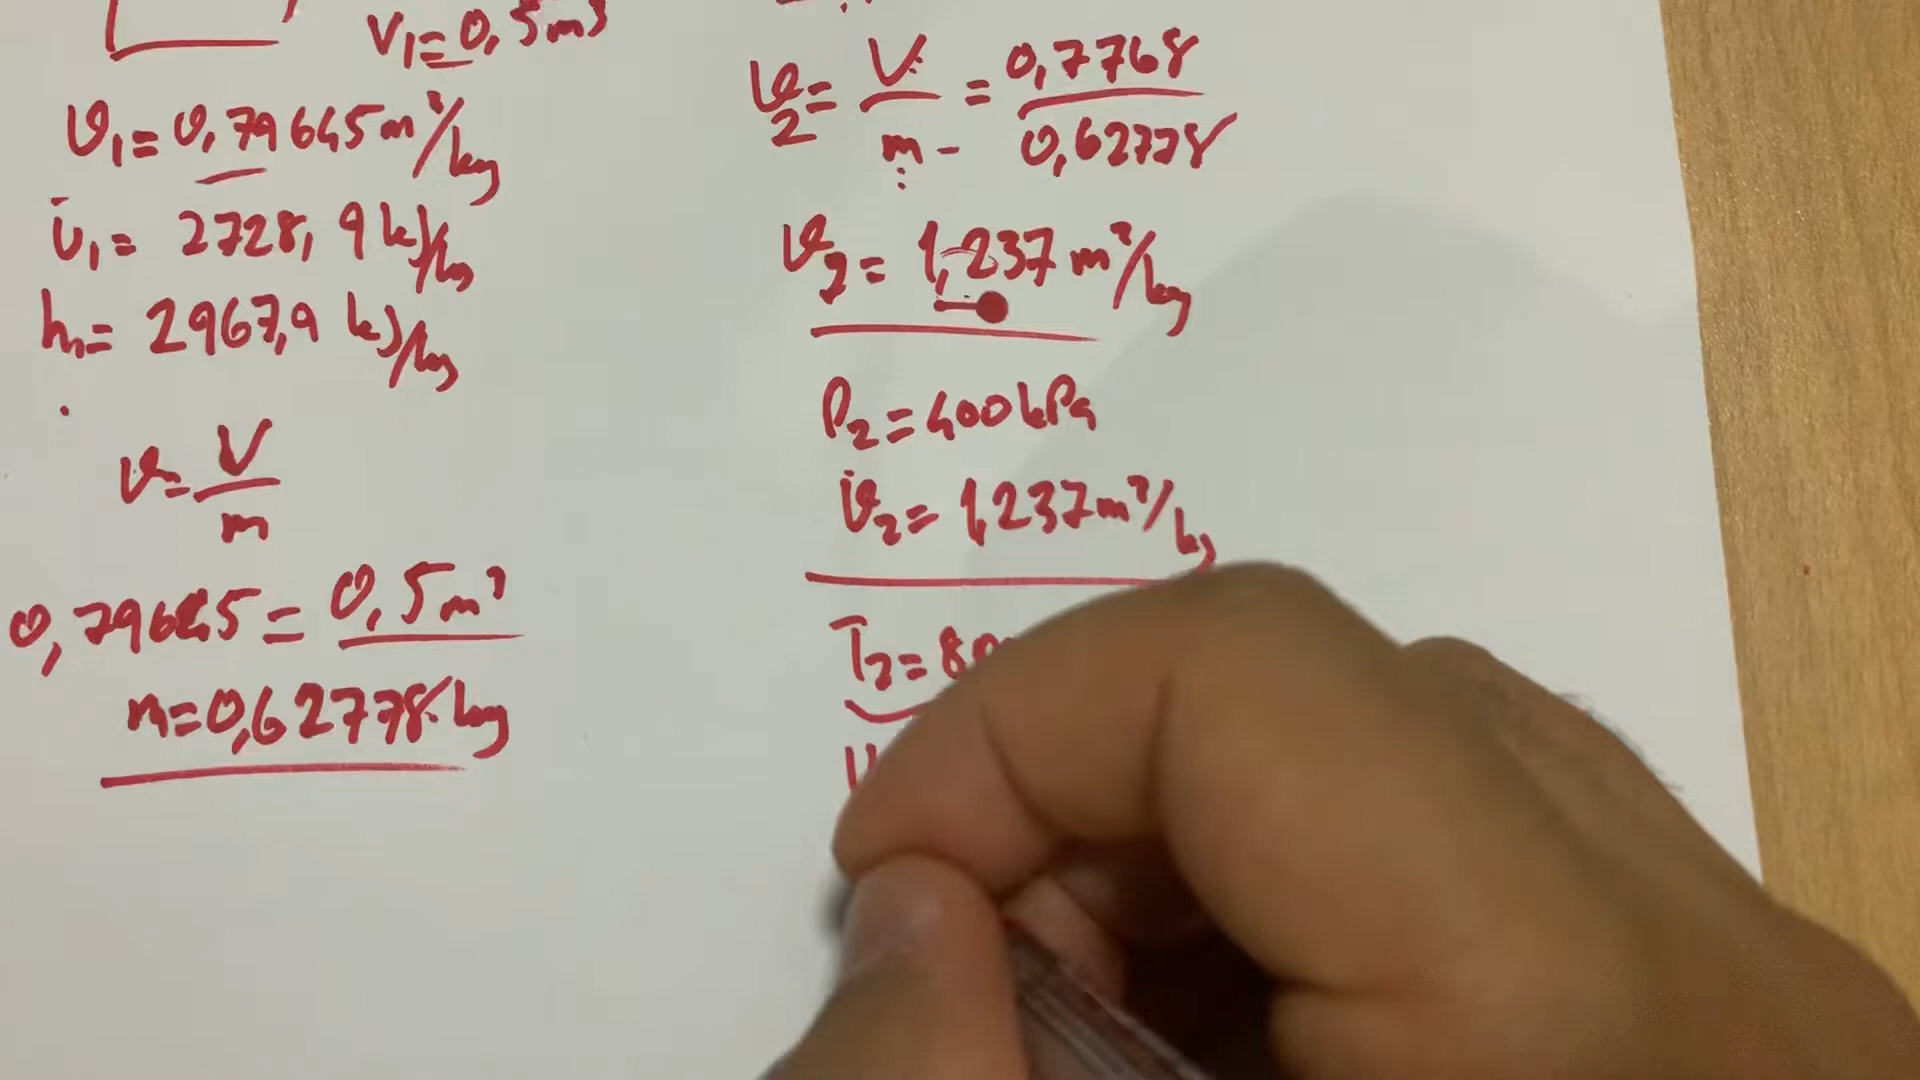 V₁=0,5m³
υ₁=0,79645m³/kg
u₁= 2728,9 kJ/kg
h₁= 2967,9 kJ/kg
υ= V/m
0,79645=0,5m³
m=0,62778 kg
υ₂= V/m = 0,7768/0,62778
υ₂= 1,237 m³/kg
P₂=400kPa
υ₂= 1,237m³/kg
T₂=80